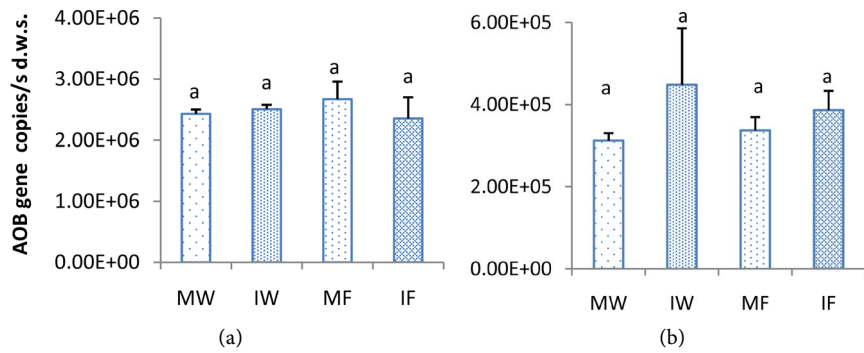 AOB gene copies/s d.w.s.
4.00E+06
3.00E+06
2.00E+06
1.00E+06
0.00E+00
a
a
a
a
MW IW MF IF
(a)
6.00E+05
4.00E+05
2.00E+05
0.00E+00
a
a
a
a
MW IW MF IF
(b)